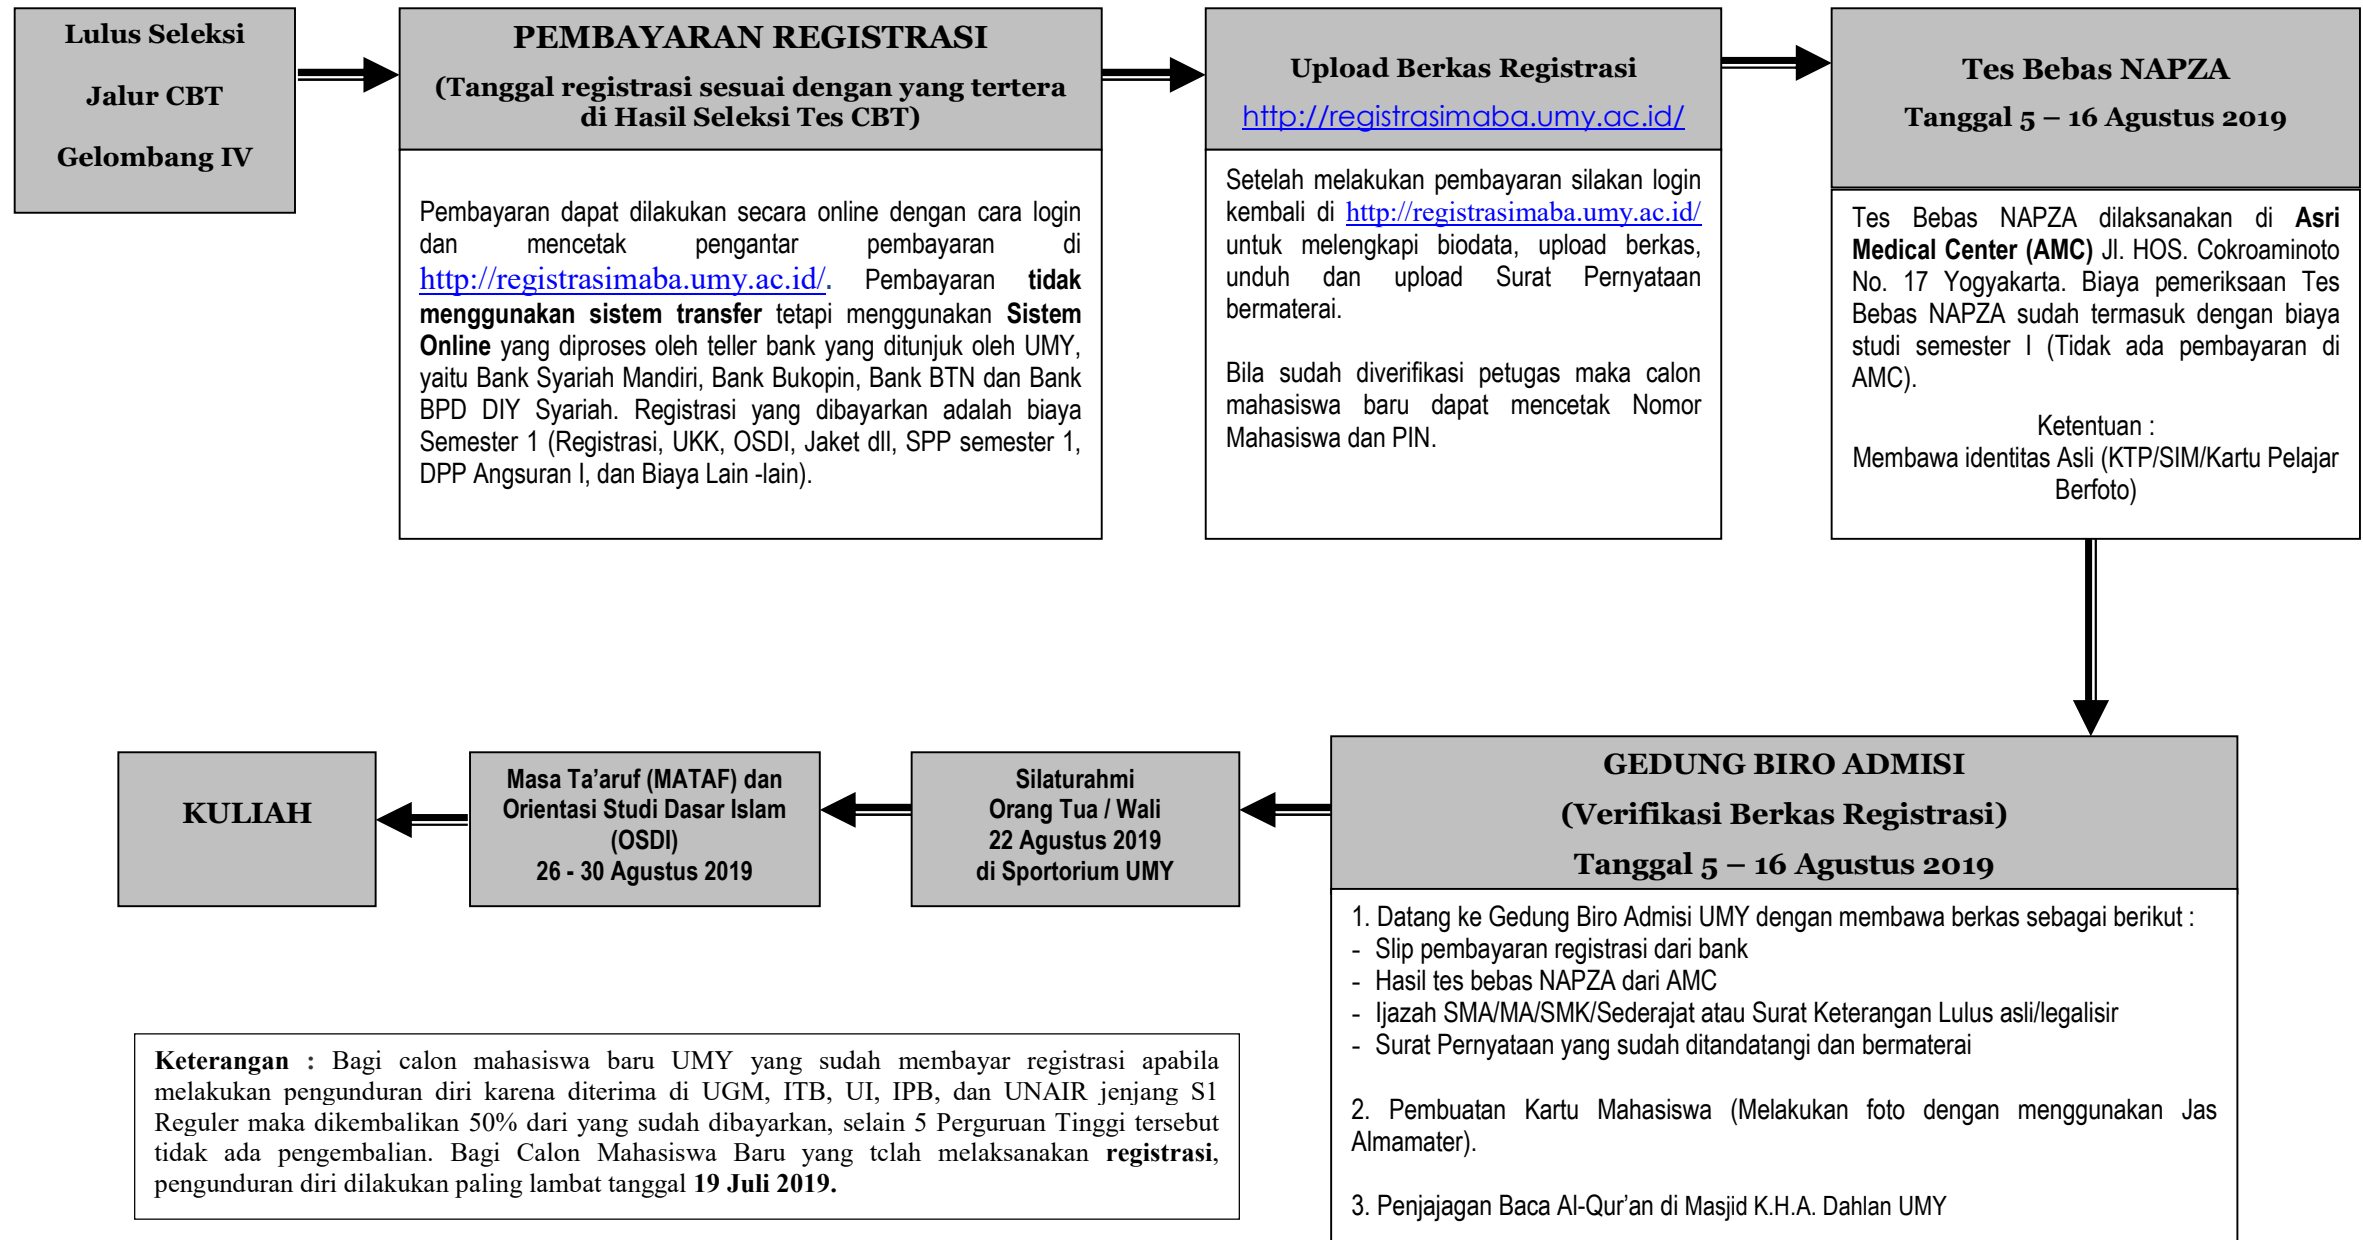 Lulus Seleksi
Jalur CBT
Gelombang IV
PEMBAYARAN REGISTRASI
(Tanggal registrasi sesuai dengan yang tertera
di Hasil Seleksi Tes CBT)
Pembayaran dapat dilakukan secara online dengan cara login
dan mencetak pengantar pembayaran di
http://registrasimaba.umy.ac.id/. Pembayaran tidak
menggunakan sistem transfer tetapi menggunakan Sistem
Online yang diproses oleh teller bank yang ditunjuk oleh UMY,
yaitu Bank Syariah Mandiri, Bank Bukopin, Bank BTN dan Bank
BPD DIY Syariah. Registrasi yang dibayarkan adalah biaya
Semester 1 (Registrasi, UKK, OSDI, Jaket dll, SPP semester 1,
DPP Angsuran I, dan Biaya Lain -lain).
Upload Berkas Registrasi
http://registrasimaba.umy.ac.id/
Setelah melakukan pembayaran silakan login
kembali di http://registrasimaba.umy.ac.id/
untuk melengkapi biodata, upload berkas,
unduh dan upload Surat Pernyataan
bermaterai.
Bila sudah diverifikasi petugas maka calon
mahasiswa baru dapat mencetak Nomor
Mahasiswa dan PIN.
Tes Bebas NAPZA
Tanggal 5 – 16 Agustus 2019
Tes Bebas NAPZA dilaksanakan di Asri
Medical Center (AMC) Jl. HOS. Cokroaminoto
No. 17 Yogyakarta. Biaya pemeriksaan Tes
Bebas NAPZA sudah termasuk dengan biaya
studi semester I (Tidak ada pembayaran di
AMC).
Ketentuan :
Membawa identitas Asli (KTP/SIM/Kartu Pelajar
Berfoto)
GEDUNG BIRO ADMISI
(Verifikasi Berkas Registrasi)
Tanggal 5 – 16 Agustus 2019
1. Datang ke Gedung Biro Admisi UMY dengan membawa berkas sebagai berikut :
- Slip pembayaran registrasi dari bank
- Hasil tes bebas NAPZA dari AMC
- Ijazah SMA/MA/SMK/Sederajat atau Surat Keterangan Lulus asli/legalisir
- Surat Pernyataan yang sudah ditandatangi dan bermaterai
2. Pembuatan Kartu Mahasiswa (Melakukan foto dengan menggunakan Jas
Almamater).
3. Penjajagan Baca Al-Qur’an di Masjid K.H.A. Dahlan UMY
Silaturahmi
Orang Tua / Wali
22 Agustus 2019
di Sportorium UMY
Masa Ta’aruf (MATAF) dan
Orientasi Studi Dasar Islam
(OSDI)
26 - 30 Agustus 2019
KULIAH
Keterangan : Bagi calon mahasiswa baru UMY yang sudah membayar registrasi apabila
melakukan pengunduran diri karena diterima di UGM, ITB, UI, IPB, dan UNAIR jenjang S1
Reguler maka dikembalikan 50% dari yang sudah dibayarkan, selain 5 Perguruan Tinggi tersebut
tidak ada pengembalian. Bagi Calon Mahasiswa Baru yang tclah melaksanakan registrasi,
pengunduran diri dilakukan paling lambat tanggal 19 Juli 2019.